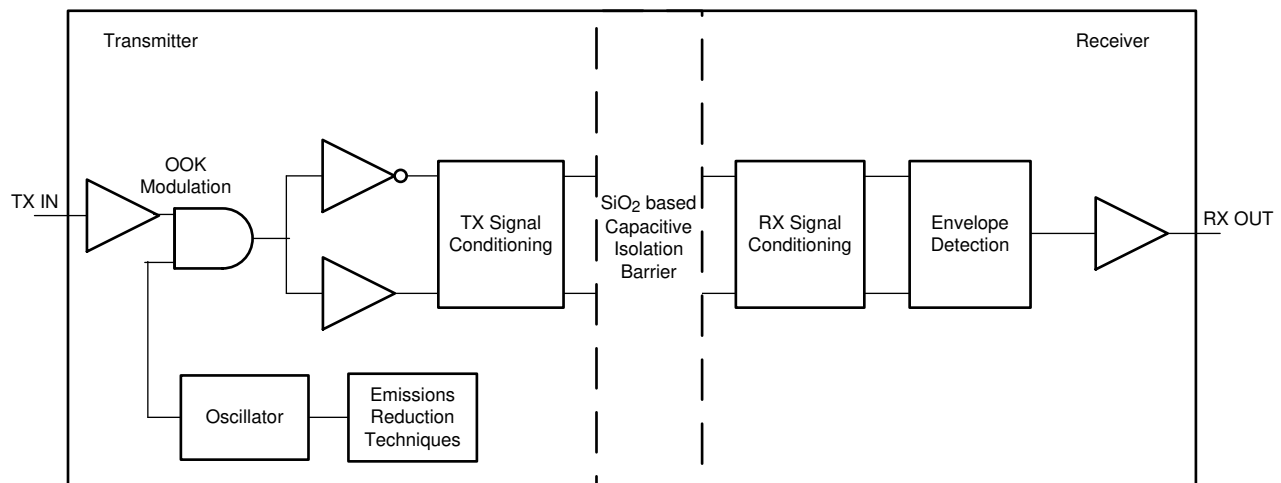 Transmitter
Receiver
OOK
Modulation
TX IN
TX Signal
Conditioning
SiO2 based
Capacitive
Isolation
Barrier
RX Signal
Conditioning
Envelope
Detection
RX OUT
Oscillator
Emissions
Reduction
Techniques